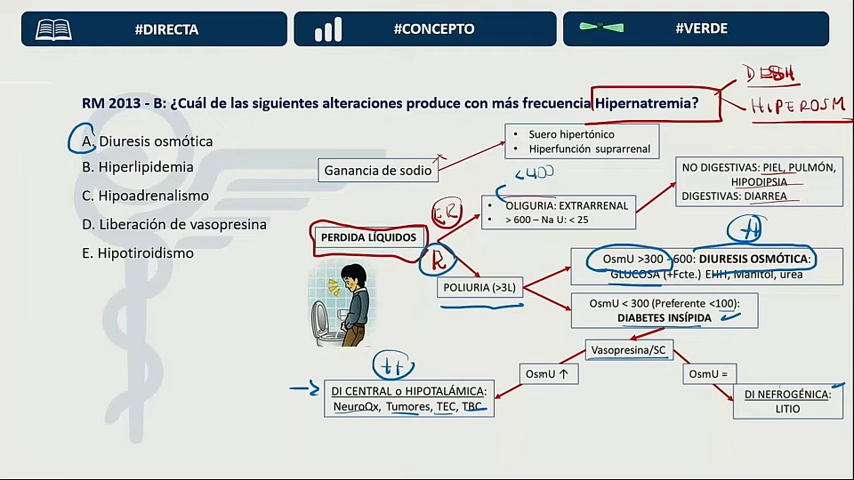 #DIRECTA
#CONCEPTO
#VERDE
RM 2013 - B: ¿Cuál de las siguientes alteraciones produce con más frecuencia Hipernatremia?
DESH
HIPEROSM
A. Diuresis osmótica
B. Hiperlipidemia
C. Hipoadrenalismo
D. Liberación de vasopresina
E. Hipotiroidismo
Ganancia de sodio
• Suero hipertónico
• Hiperfunción suprarrenal
<400
ER
• OLIGURIA: EXTRARRENAL
• > 600 – Na U: < 25
NO DIGESTIVAS: PIEL, PULMÓN,
HIPODIPSIA
DIGESTIVAS: DIARREA
PERDIDA LÍQUIDOS
R
POLIURIA (>3L)
OsmU >300 -600: DIURESIS OSMÓTICA:
GLUCOSA (+Fcte.) EHH, Manitol, urea
OsmU < 300 (Preferente <100):
DIABETES INSÍPIDA
Vasopresina/SC
OsmU ↑
OsmU =
DI CENTRAL o HIPOTALÁMICA:
NeuroQx, Tumores, TEC, TBC
DI NEFROGÉNICA:
LITIO